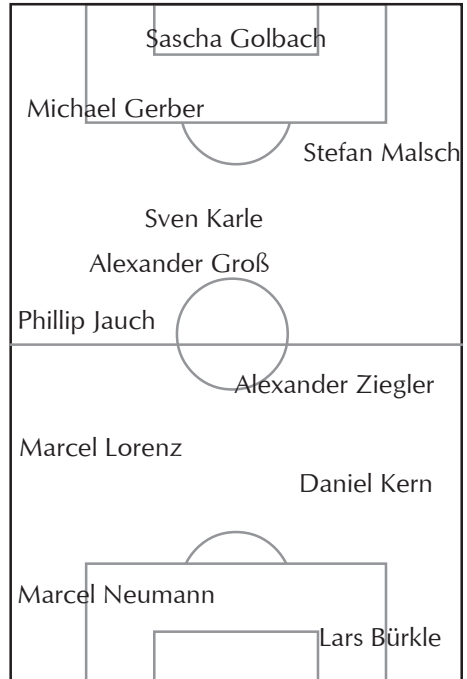 Sascha Golbach
Michael Gerber
Stefan Malsch
Sven Karle
Alexander Groß
Phillip Jauch
Alexander Ziegler
Marcel Lorenz
Daniel Kern
Marcel Neumann
Lars Bürkle